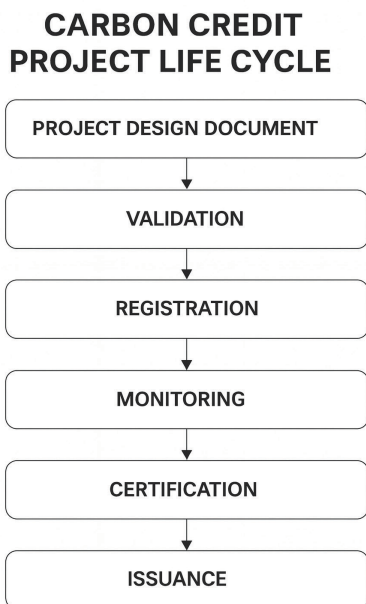 CARBON CREDIT
PROJECT LIFE CYCLE
PROJECT DESIGN DOCUMENT
VALIDATION
REGISTRATION
MONITORING
CERTIFICATION
ISSUANCE